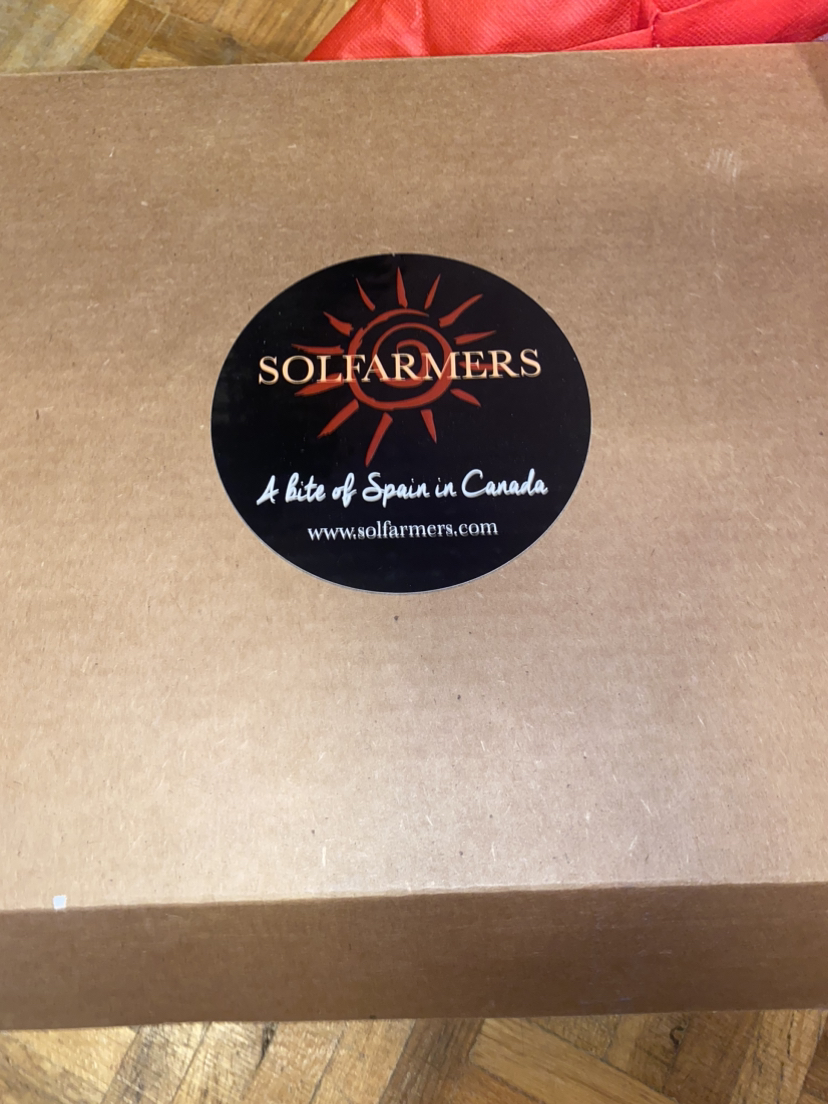 SOLFARMERS
A bite of Spain in Canada
www.solfarmers.com